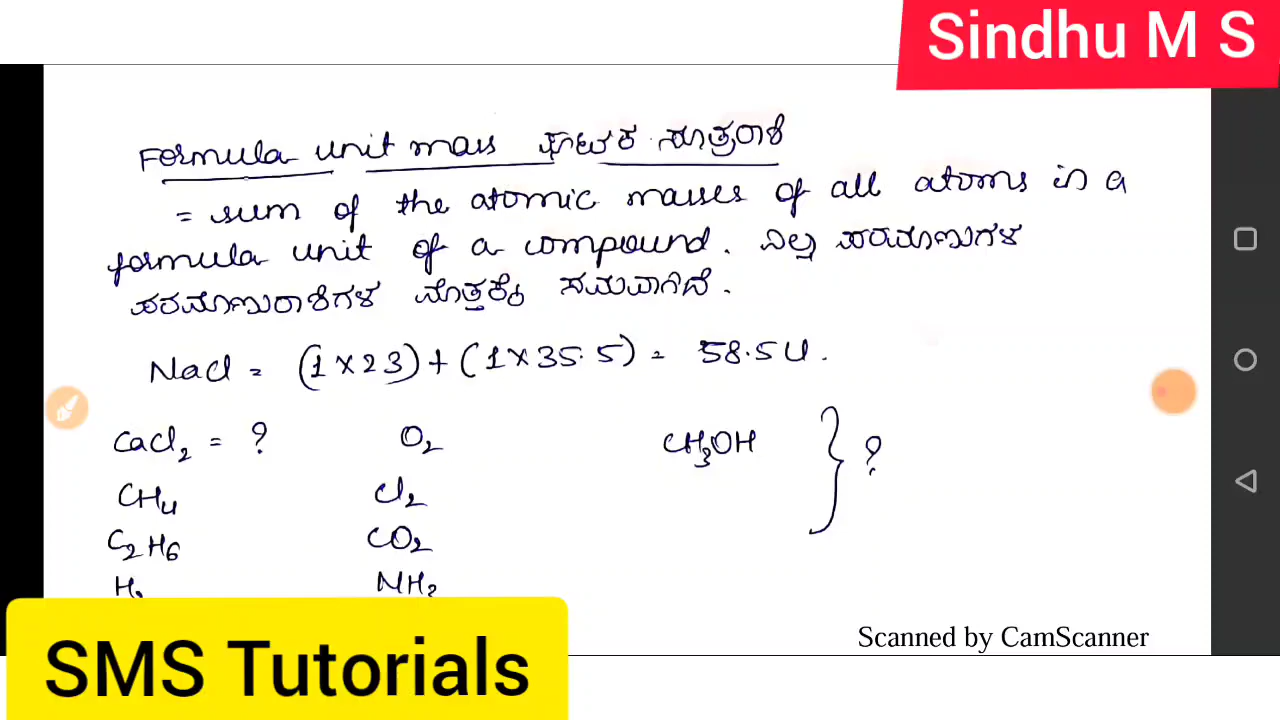 Sindhu M S
Formula unit mass ಘಟಕ ಸೂತ್ರರಾಶಿ
= sum of the atomic masses of all atoms in a
formula unit of a compound. ಎಲ್ಲ ಪರಮಾಣುಗಳ
ಪರಮಾಣುರಾಶಿಗಳ ಮೊತ್ತಕ್ಕೆ ಸಮವಾಗಿದೆ.
NaCl = (1×23)+(1×35.5) = 58.5U.
CaCl₂ = ? O₂ CH₃OH } ?
CH₄ Cl₂
C₂H₆ CO₂
SMS Tutorials
Scanned by CamScanner